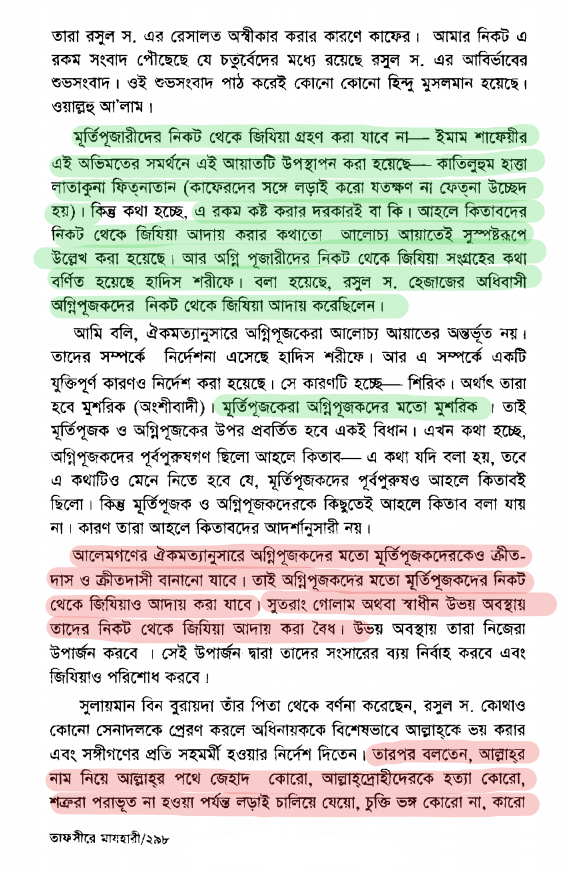 তারা রসুল স. এর রেসালত অস্বীকার করার কারণে কাফের। আমার নিকট এ
রকম সংবাদ পৌঁছেছে যে চতুর্বেদের মধ্যে রয়েছে রসুল স. এর আবির্ভাবের
শুভসংবাদ। ওই শুভসংবাদ পাঠ করেই কোনো কোনো হিন্দু মুসলমান হয়েছে।
ওয়াল্লহু আ’লাম।
মূর্তিপূজারীদের নিকট থেকে জিযিয়া গ্রহণ করা যাবে না— ইমাম শাফেয়ীর
এই অভিমতের সমর্থনে এই আয়াতটি উপস্থাপন করা হয়েছে— কাতিলুহুম হাত্তা
লাতাকুনা ফিত্নাতান (কাফেরদের সঙ্গে লড়াই করো যতক্ষণ না ফেত্না উচ্ছেদ
হয়)। কিন্তু কথা হচ্ছে, এ রকম কষ্ট করার দরকারই বা কি। আহলে কিতাবদের
নিকট থেকে জিযিয়া আদায় করার কথাতো আলোচ্য আয়াতেই সুস্পষ্টরূপে
উল্লেখ করা হয়েছে। আর অগ্নি পূজারীদের নিকট থেকে জিযিয়া সংগ্রহের কথা
বর্ণিত হয়েছে হাদিস শরীফে। বলা হয়েছে, রসুল স. হেজাজের অধিবাসী
অগ্নিপূজকদের নিকট থেকে জিযিয়া আদায় করেছিলেন।
আমি বলি, ঐকমত্যানুসারে অগ্নিপূজকেরা আলোচ্য আয়াতের অন্তর্ভূত নয়।
তাদের সম্পর্কে নির্দেশনা এসেছে হাদিস শরীফে। আর এ সম্পর্কে একটি
যুক্তিপূর্ণ কারণও নির্দেশ করা হয়েছে। সে কারণটি হচ্ছে— শিরিক। অর্থাৎ তারা
হবে মুশরিক (অংশীবাদী)। মূর্তিপূজকেরা অগ্নিপূজকদের মতো মুশরিক। তাই
মূর্তিপূজক ও অগ্নিপূজকের উপর প্রবর্তিত হবে একই বিধান। এখন কথা হচ্ছে,
অগ্নিপূজকদের পূর্বপুরুষগণ ছিলো আহলে কিতাব— এ কথা যদি বলা হয়, তবে
এ কথাটিও মেনে নিতে হবে যে, মূর্তিপূজকদের পূর্বপুরুষও আহলে কিতাবই
ছিলো। কিন্তু মূর্তিপূজক ও অগ্নিপূজকদেরকে কিছুতেই আহলে কিতাব বলা যায়
না। কারণ তারা আহলে কিতাবদের আদর্শানুসারী নয়।
আলেমগণের ঐকমত্যানুসারে অগ্নিপূজকদের মতো মূর্তিপূজকদেরকেও ক্রীত-
দাস ও ক্রীতদাসী বানানো যাবে। তাই অগ্নিপূজকদের মতো মূর্তিপূজকদের নিকট
থেকে জিযিয়াও আদায় করা যাবে। সুতরাং গোলাম অথবা স্বাধীন উভয় অবস্থায়
তাদের নিকট থেকে জিযিয়া আদায় করা বৈধ। উভয় অবস্থায় তারা নিজেরা
উপার্জন করবে । সেই উপার্জন দ্বারা তাদের সংসারের ব্যয় নির্বাহ করবে এবং
জিযিয়াও পরিশোধ করবে।
সুলায়মান বিন বুরায়দা তাঁর পিতা থেকে বর্ণনা করেছেন, রসুল স. কোথাও
কোনো সেনাদলকে প্রেরণ করলে অধিনায়ককে বিশেষভাবে আল্লাহ্‌কে ভয় করার
এবং সঙ্গীগণের প্রতি সহমর্মী হওয়ার নির্দেশ দিতেন। তারপর বলতেন, আল্লাহ্‌র
নাম নিয়ে আল্লাহ্‌র পথে জেহাদ কোরো, আল্লাহ্‌দ্রোহীদেরকে হত্যা কোরো,
শত্রুরা পরাভূত না হওয়া পর্যন্ত লড়াই চালিয়ে যেয়ো, চুক্তি ভঙ্গ কোরো না, কারো
তাফসীরে মাযহারী/২৯৮